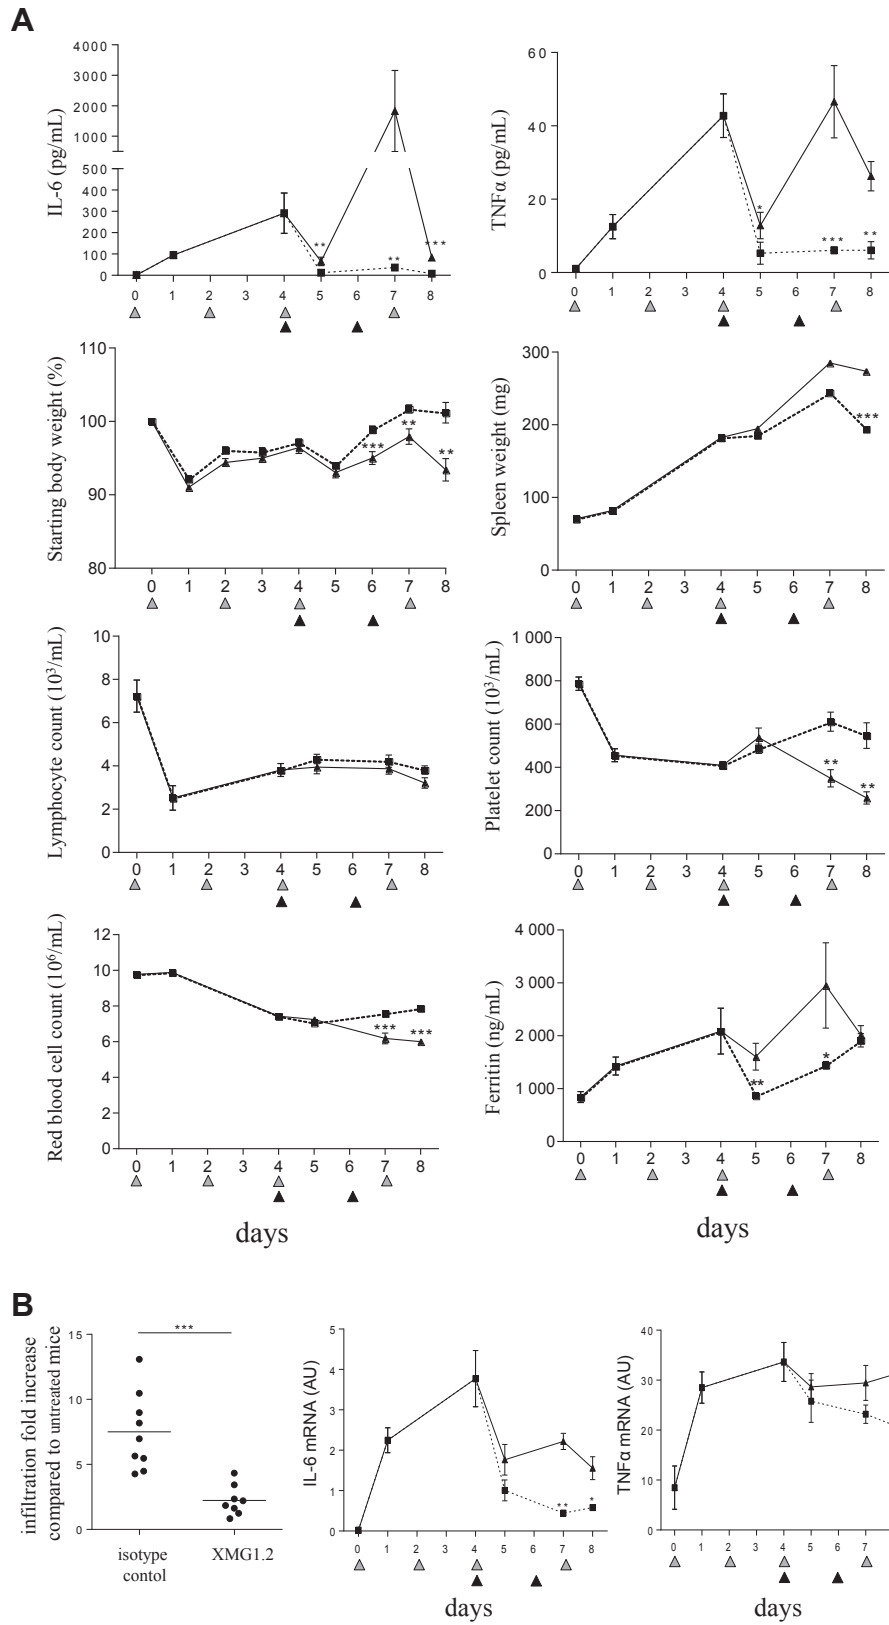 A
IL-6 (pg/mL)
4000
3000
2000
1000
500
400
300
200
100
0
** ** ***
0 1 2 3 4 5 6 7 8
TNFα (pg/mL)
60
40
20
0
* *** **
0 1 2 3 4 5 6 7 8
Starting body weight (%)
110
100
90
80
*** ** **
0 1 2 3 4 5 6 7 8
Spleen weight (mg)
300
200
100
0
***
0 1 2 3 4 5 6 7 8
Lymphocyte count (10³/mL)
10
8
6
4
2
0
0 1 2 3 4 5 6 7 8
Platelet count (10³/mL)
1 000
800
600
400
200
0
** **
0 1 2 3 4 5 6 7 8
Red blood cell count (10⁶/mL)
12
10
8
6
4
2
0
*** ***
0 1 2 3 4 5 6 7 8
days
Ferritin (ng/mL)
4 000
3 000
2 000
1 000
0
** *
0 1 2 3 4 5 6 7 8
days
B
infiltration fold increase
compared to untreated mice
15
10
5
0
***
isotype
contol
XMG1.2
IL-6 mRNA (AU)
5
4
3
2
1
0
** *
0 1 2 3 4 5 6 7 8
days
TNFα mRNA (AU)
40
30
20
10
0
0 1 2 3 4 5 6 7
days